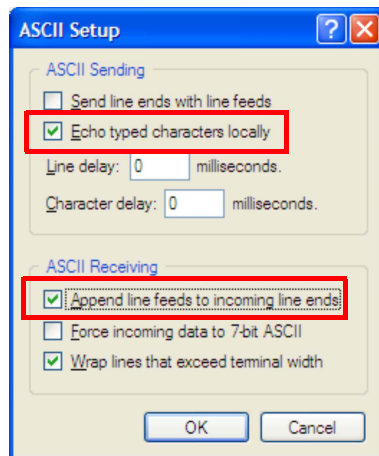 ASCII Setup
ASCII Sending
Send line ends with line feeds
Echo typed characters locally
Line delay: 0 milliseconds.
Character delay: 0 milliseconds.
ASCII Receiving
Append line feeds to incoming line ends
Force incoming data to 7-bit ASCII
Wrap lines that exceed terminal width
OK Cancel